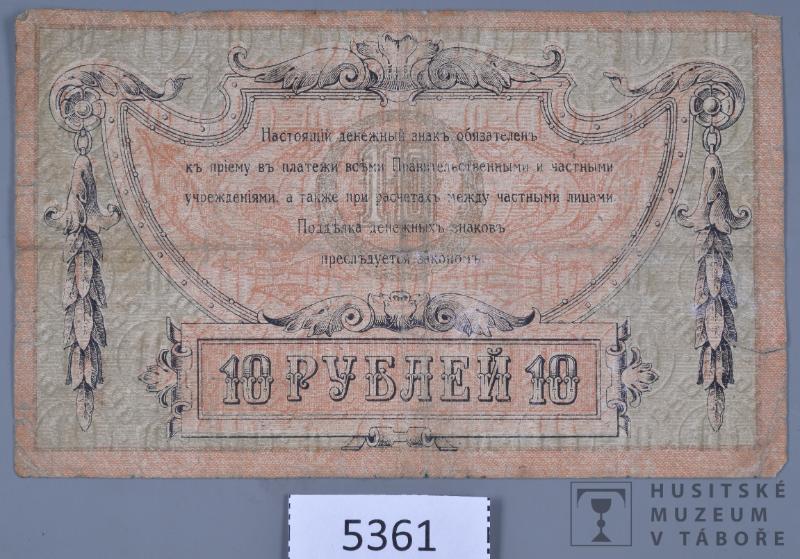 Настоящій денежный знакъ обязателенъ
къ пріему въ платежи всѣми Правительственными и частными
учрежденіями, а также при расчетахъ между частными лицами.
Поддѣлка денежныхъ знаковъ
преслѣдуется закономъ.
10 РУБЛЕЙ 10
5361
HUSITSKÉ
MUZEUM
V TÁBOŘE